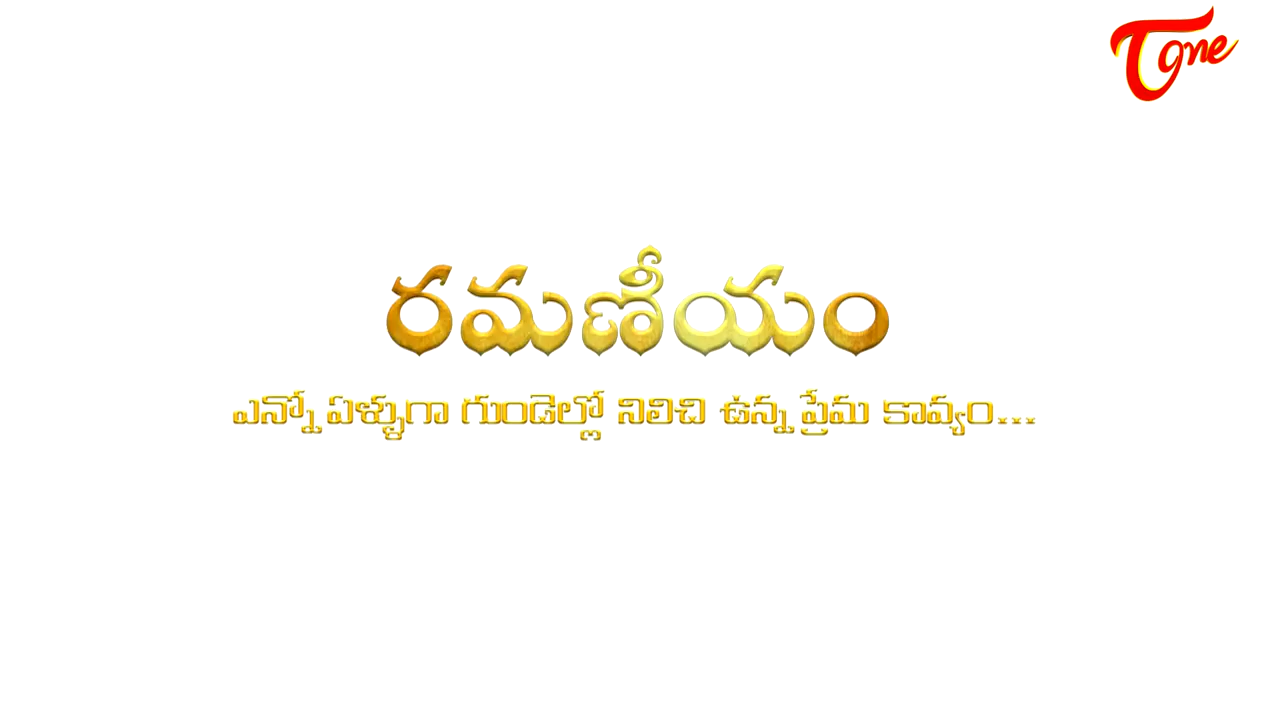 Tone
రమణీయం
ఎన్నో ఏళ్ళుగా గుండెల్లో నిలిచి ఉన్న ప్రేమ కావ్యం...